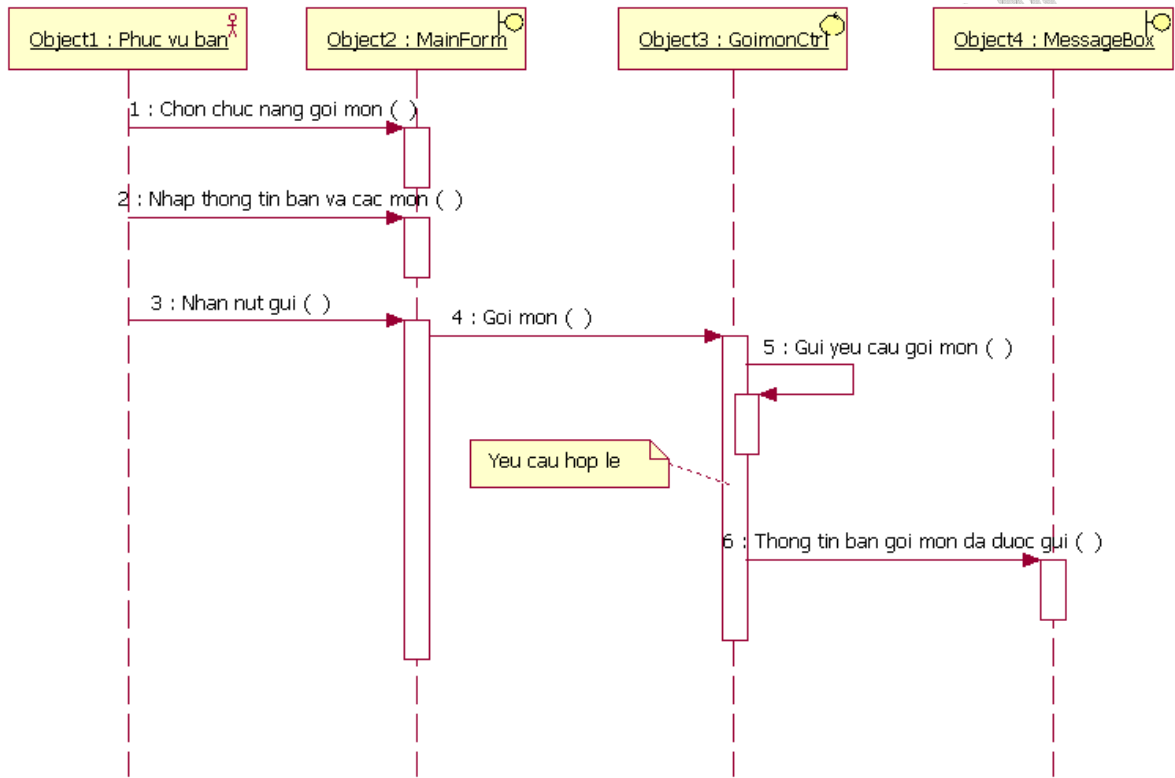 Object1 : Phuc vu ban
Object2 : MainForm
Object3 : GoimonCtrl
Object4 : MessageBox
1 : Chon chuc nang goi mon ( )
2 : Nhap thong tin ban va cac mon ( )
3 : Nhan nut gui ( )
4 : Goi mon ( )
5 : Gui yeu cau goi mon ( )
Yeu cau hop le
6 : Thong tin ban goi mon da duoc gui ( )